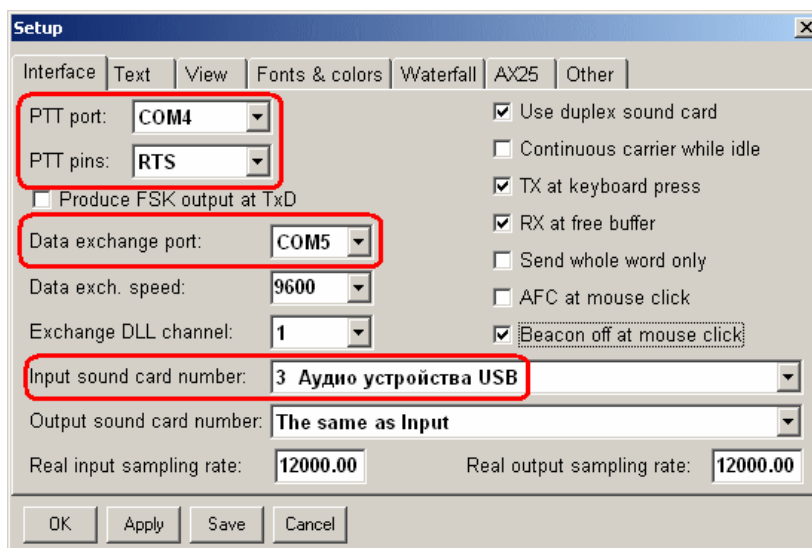 Setup
Interface Text View Fonts & colors Waterfall AX25 Other
PTT port: COM4
PTT pins: RTS
Produce FSK output at TxD
Data exchange port: COM5
Data exch. speed: 9600
Exchange DLL channel: 1
Use duplex sound card
Continuous carrier while idle
TX at keyboard press
RX at free buffer
Send whole word only
AFC at mouse click
Beacon off at mouse click
Input sound card number: 3 Аудио устройства USB
Output sound card number: The same as Input
Real input sampling rate: 12000.00 Real output sampling rate: 12000.00
OK Apply Save Cancel